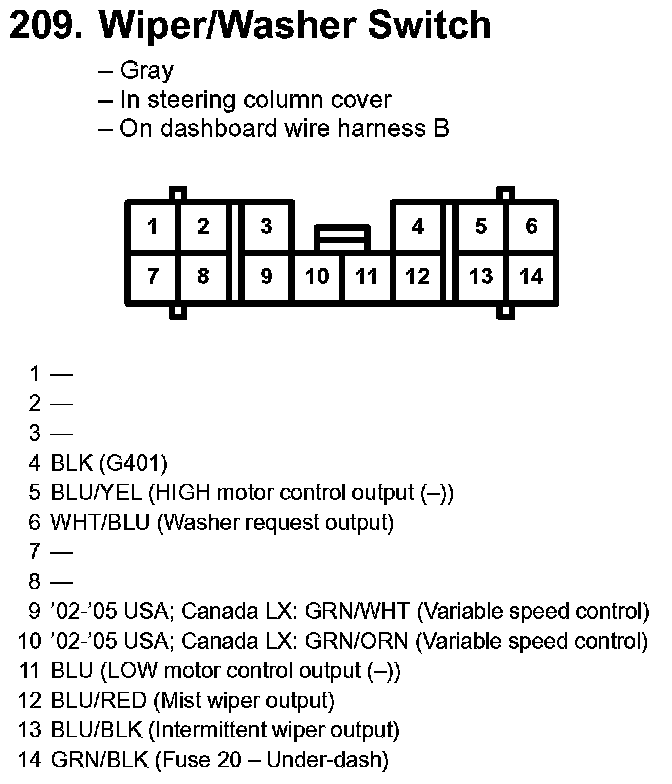 209. Wiper/Washer Switch
– Gray
– In steering column cover
– On dashboard wire harness B
1 2 3 4 5 6
7 8 9 10 11 12 13 14
1 —
2 —
3 —
4 BLK (G401)
5 BLU/YEL (HIGH motor control output (–))
6 WHT/BLU (Washer request output)
7 —
8 —
9 ’02-’05 USA; Canada LX: GRN/WHT (Variable speed control)
10 ’02-’05 USA; Canada LX: GRN/ORN (Variable speed control)
11 BLU (LOW motor control output (–))
12 BLU/RED (Mist wiper output)
13 BLU/BLK (Intermittent wiper output)
14 GRN/BLK (Fuse 20 – Under-dash)